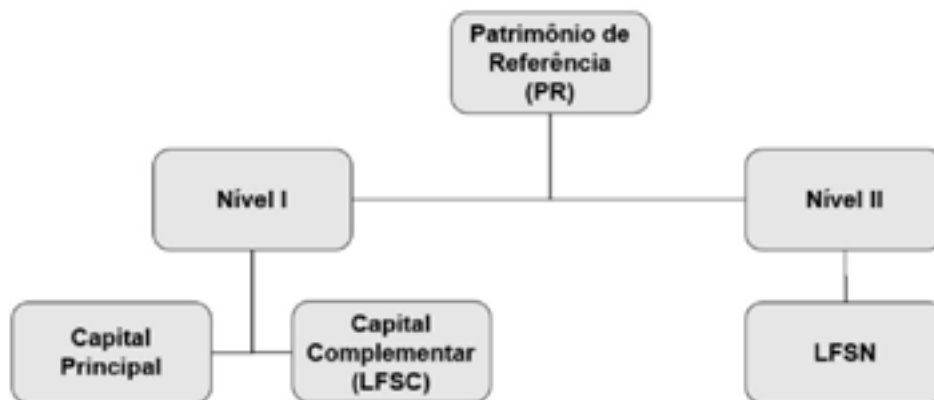 Patrimônio de
Referência
(PR)
Nível I
Nível II
Capital
Principal
Capital
Complementar
(LFSC)
LFSN